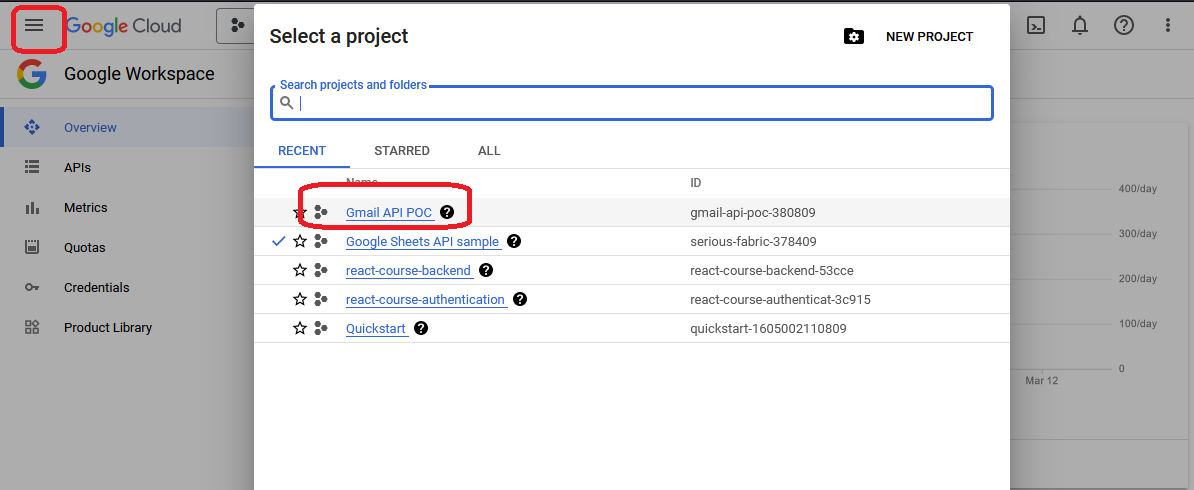 Google Cloud
Select a project
NEW PROJECT
Google Workspace
Search projects and folders
Overview
APIs
Metrics
Quotas
Credentials
Product Library
RECENT STARRED ALL
Name ID
Gmail API POC gmail-api-poc-380809
Google Sheets API sample serious-fabric-378409
react-course-backend react-course-backend-53cce
react-course-authentication react-course-authenticat-3c915
Quickstart quickstart-1605002110809
400/day
300/day
200/day
100/day
0
Mar 12